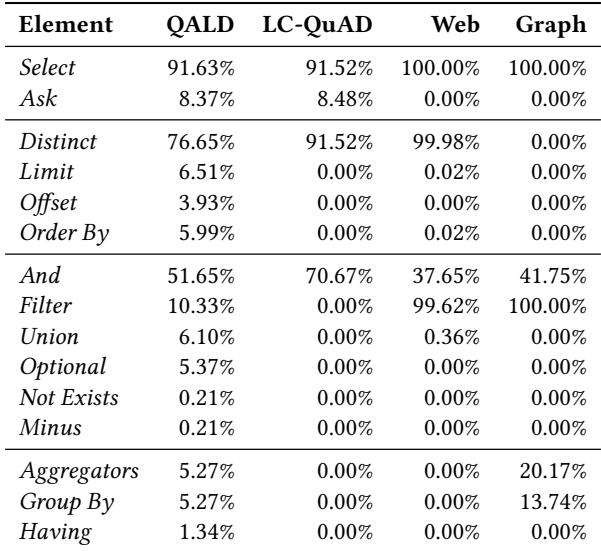 Element QALD LC-QuAD Web Graph
Select 91.63% 91.52% 100.00% 100.00%
Ask 8.37% 8.48% 0.00% 0.00%
Distinct 76.65% 91.52% 99.98% 0.00%
Limit 6.51% 0.00% 0.02% 0.00%
Offset 3.93% 0.00% 0.00% 0.00%
Order By 5.99% 0.00% 0.02% 0.00%
And 51.65% 70.67% 37.65% 41.75%
Filter 10.33% 0.00% 99.62% 100.00%
Union 6.10% 0.00% 0.36% 0.00%
Optional 5.37% 0.00% 0.00% 0.00%
Not Exists 0.21% 0.00% 0.00% 0.00%
Minus 0.21% 0.00% 0.00% 0.00%
Aggregators 5.27% 0.00% 0.00% 20.17%
Group By 5.27% 0.00% 0.00% 13.74%
Having 1.34% 0.00% 0.00% 0.00%